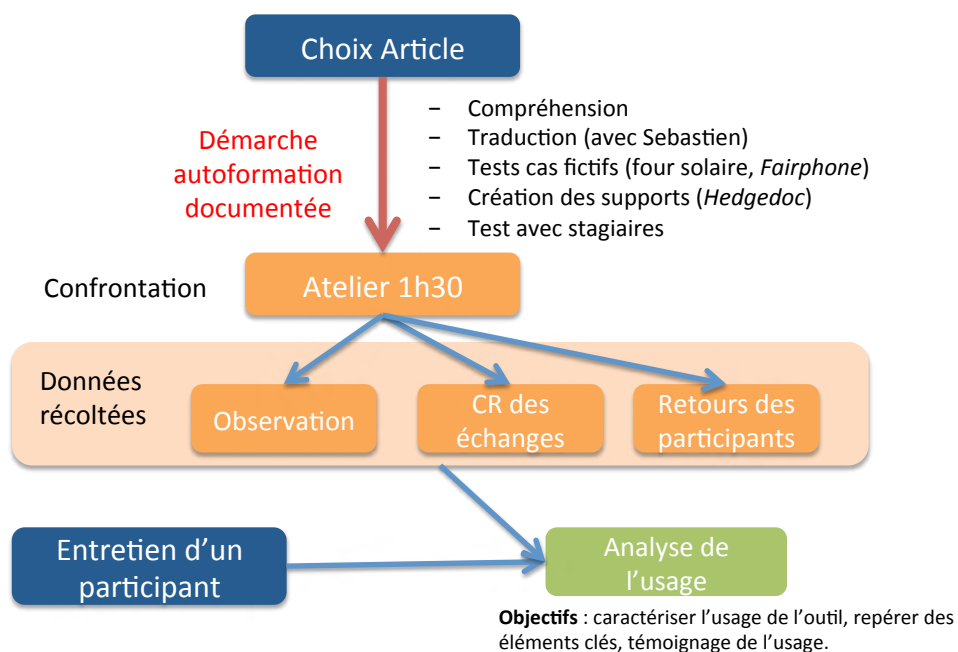 Choix Article
Démarche
autoformation
documentée
– Compréhension
– Traduction (avec Sebastien)
– Tests cas fictifs (four solaire, Fairphone)
– Création des supports (Hedgedoc)
– Test avec stagiaires
Confrontation
Atelier 1h30
Données
récoltées
Observation
CR des
échanges
Retours des
participants
Entretien d’un
participant
Analyse de
l’usage
Objectifs : caractériser l’usage de l’outil, repérer des
éléments clés, témoignage de l’usage.